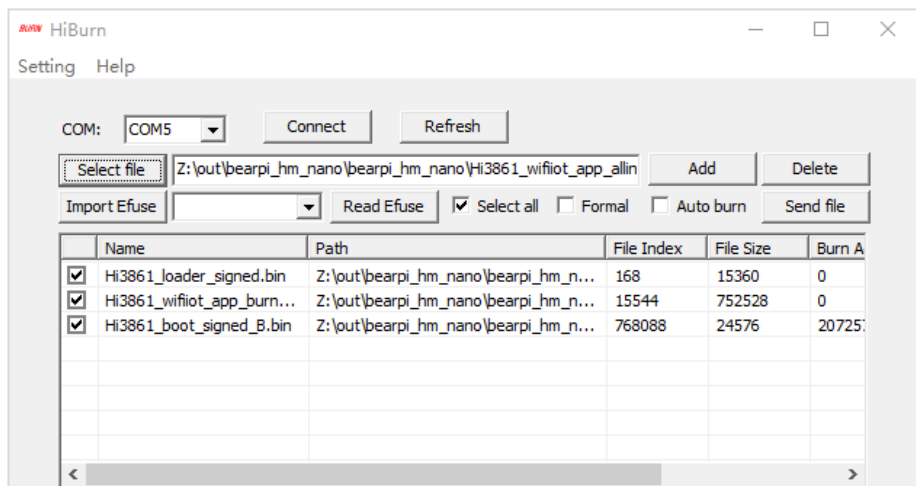 BURN HiBurn
Setting Help
COM: COM5 Connect Refresh
Select file Z:\out\bearpi_hm_nano\bearpi_hm_nano\Hi3861_wifiiot_app_allin Add Delete
Import Efuse Read Efuse Select all Formal Auto burn Send file
Name Path File Index File Size Burn A
Hi3861_loader_signed.bin Z:\out\bearpi_hm_nano\bearpi_hm_n... 168 15360 0
Hi3861_wifiiot_app_burn... Z:\out\bearpi_hm_nano\bearpi_hm_n... 15544 752528 0
Hi3861_boot_signed_B.bin Z:\out\bearpi_hm_nano\bearpi_hm_n... 768088 24576 20725